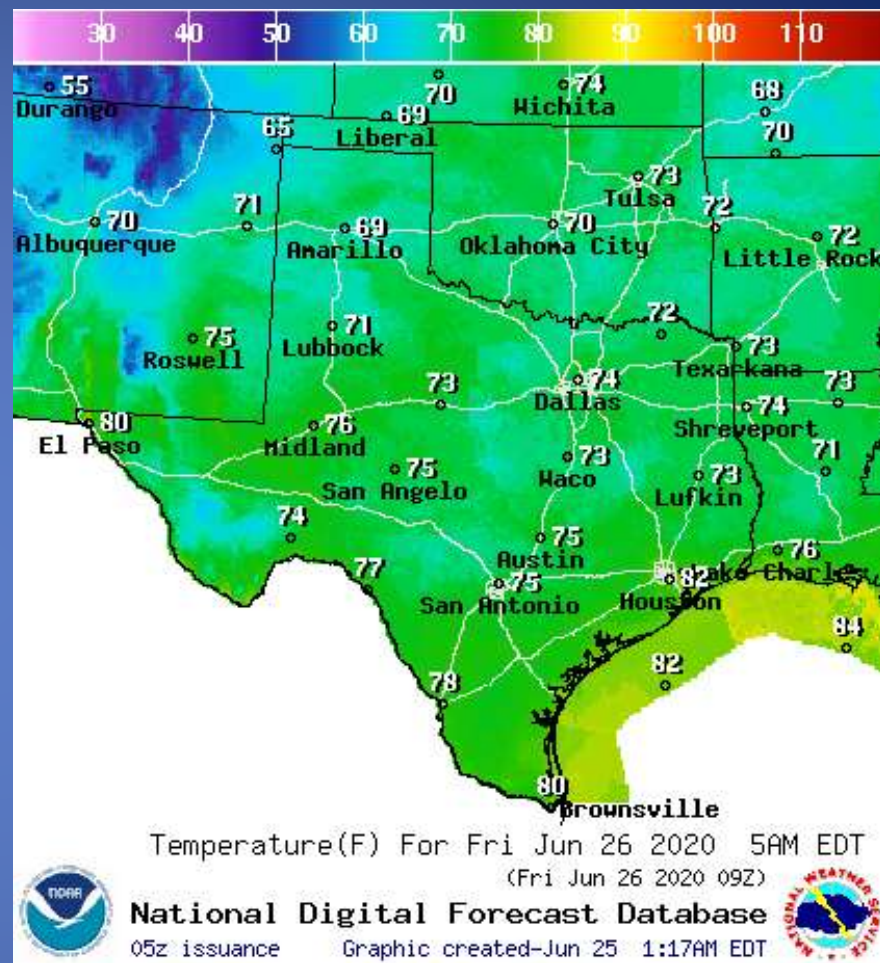 30 40 50 60 70 80 90 100 110
55
Durango
70
74
Wichita
68
69
Liberal
65
70
73
Tulsa
70
Albuquerque
71
69
Amarillo
70
Oklahoma City
72
72
Little Rock
75
Roswell
71
Lubbock
72
73
Texarkana
74
Dallas
73
74
Shreveport
73
80
El Paso
76
Midland
75
San Angelo
73
Waco
73
Lufkin
71
74
75
Austin
76
Lake Charles
77
75
San Antonio
82
Houston
84
82
78
80
Brownsville
Temperature(F) For Fri Jun 26 2020 5AM EDT
(Fri Jun 26 2020 09Z)
NOAA
National Digital Forecast Database
05z issuance Graphic created-Jun 25 1:17AM EDT
NATIONAL WEATHER SERVICE